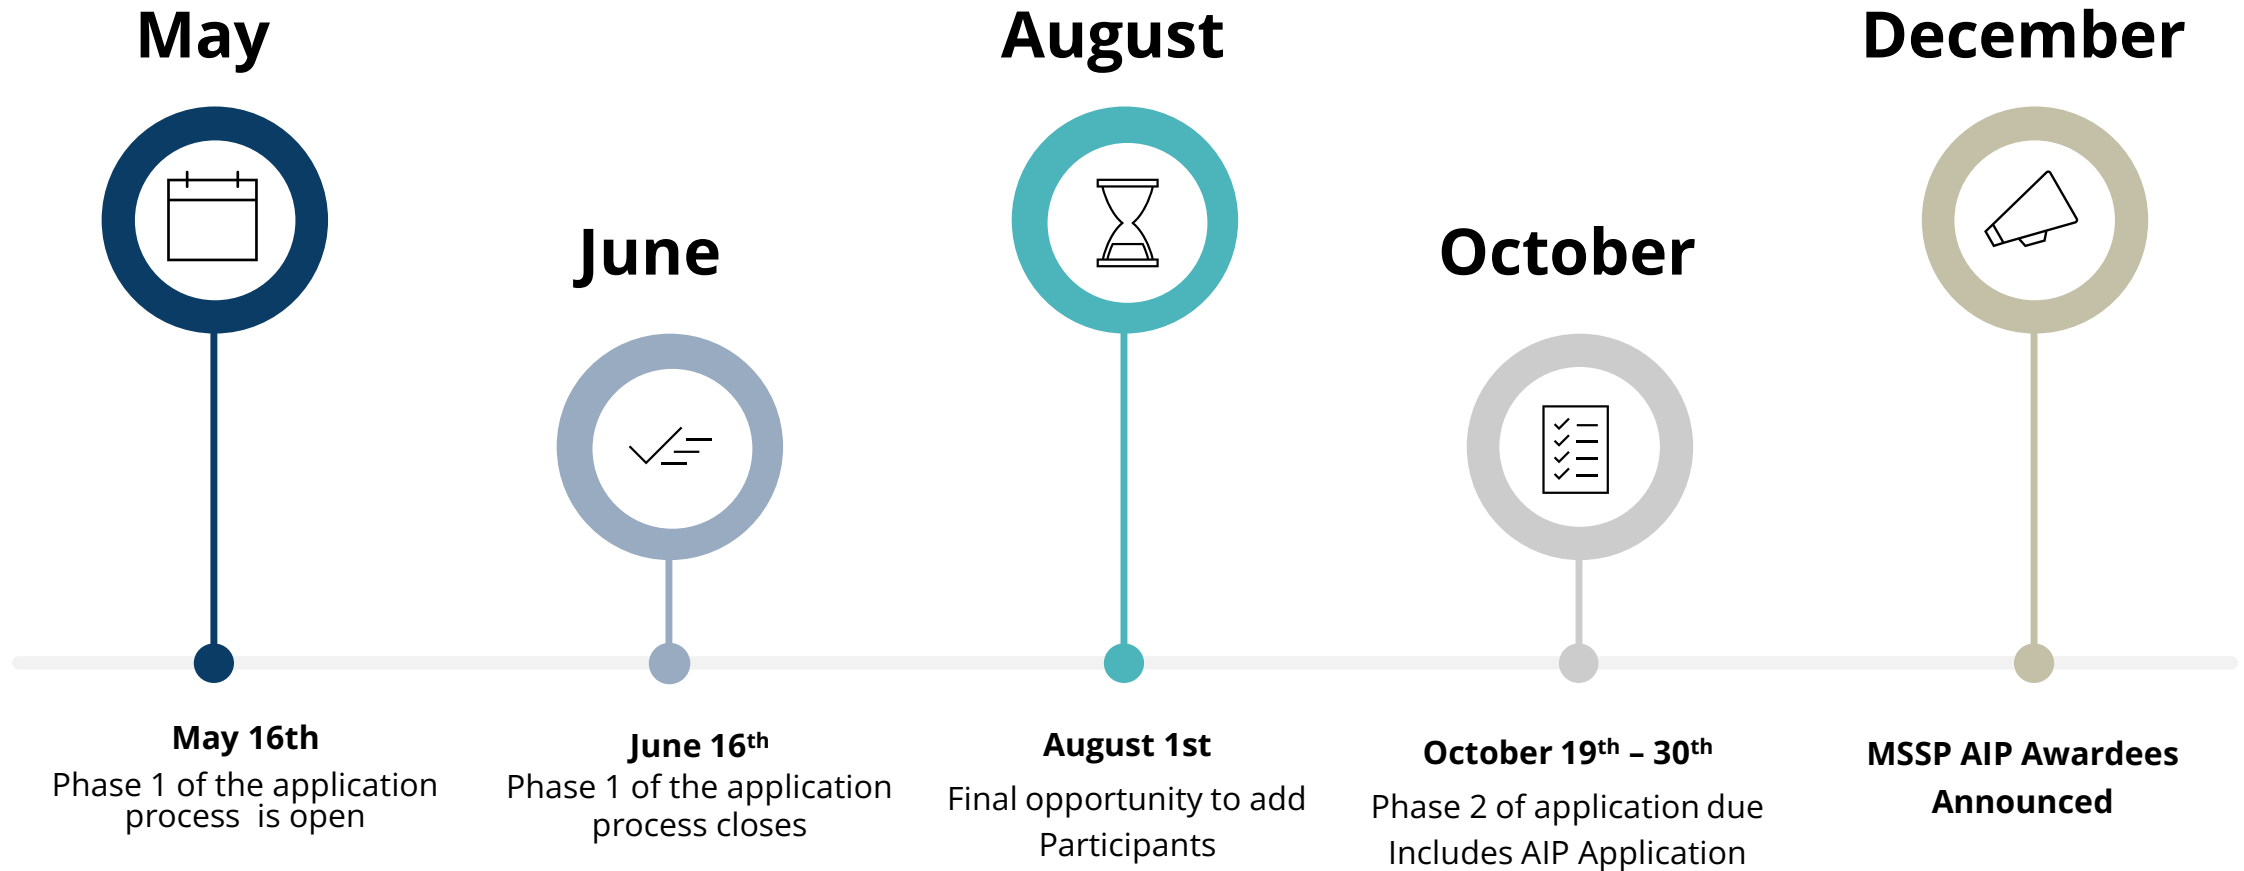 May
June
August
October
December
May 16th
Phase 1 of the application
process  is open
June 16th
Phase 1 of the application
process closes
August 1st
Final opportunity to add
Participants
October 19th – 30th
Phase 2 of application due
Includes AIP Application
MSSP AIP Awardees
Announced